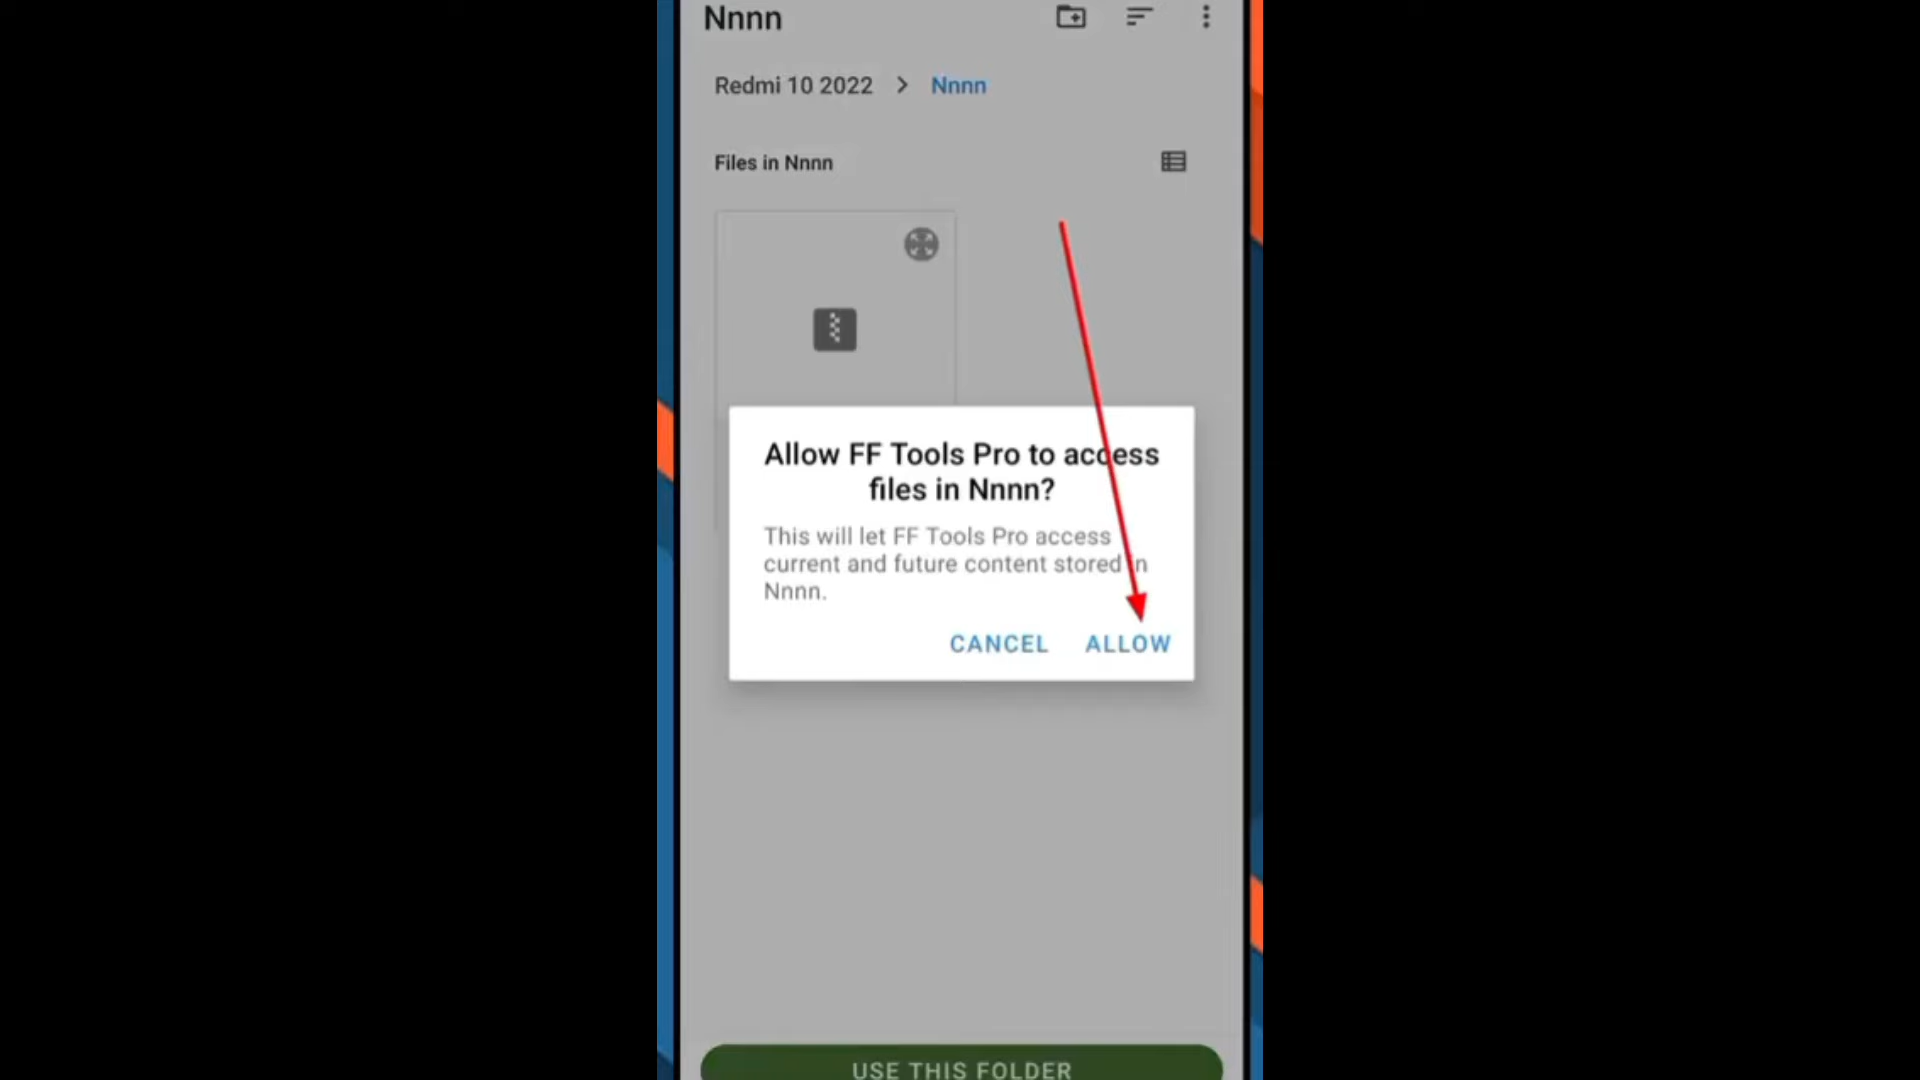 Nnnn
Redmi 10 2022 > Nnnn
Files in Nnnn
Allow FF Tools Pro to access
files in Nnnn?
This will let FF Tools Pro access
current and future content stored in
Nnnn.
CANCEL ALLOW
USE THIS FOLDER